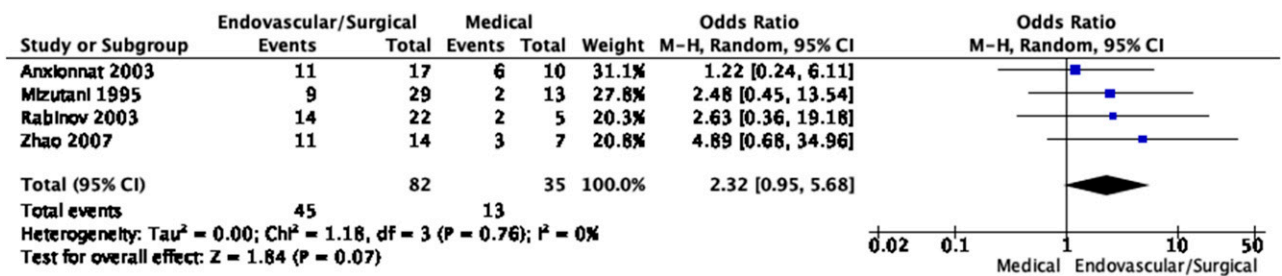 Endovascular/Surgical Medical Odds Ratio Odds Ratio
Study or Subgroup Events Total Events Total Weight M-H, Random, 95% CI M-H, Random, 95% CI
Anxionnat 2003 11 17 6 10 31.1% 1.22 [0.24, 6.11]
Mizutani 1995 9 29 2 13 27.8% 2.48 [0.45, 13.54]
Rabinov 2003 14 22 2 5 20.3% 2.63 [0.36, 19.18]
Zhao 2007 11 14 3 7 20.8% 4.89 [0.68, 34.96]
Total (95% CI) 82 35 100.0% 2.32 [0.95, 5.68]
Total events 45 13
Heterogeneity: Tau² = 0.00; Chi² = 1.18, df = 3 (P = 0.76); I² = 0%
Test for overall effect: Z = 1.84 (P = 0.07)
0.02 0.1 1 10 50
Medical Endovascular/Surgical